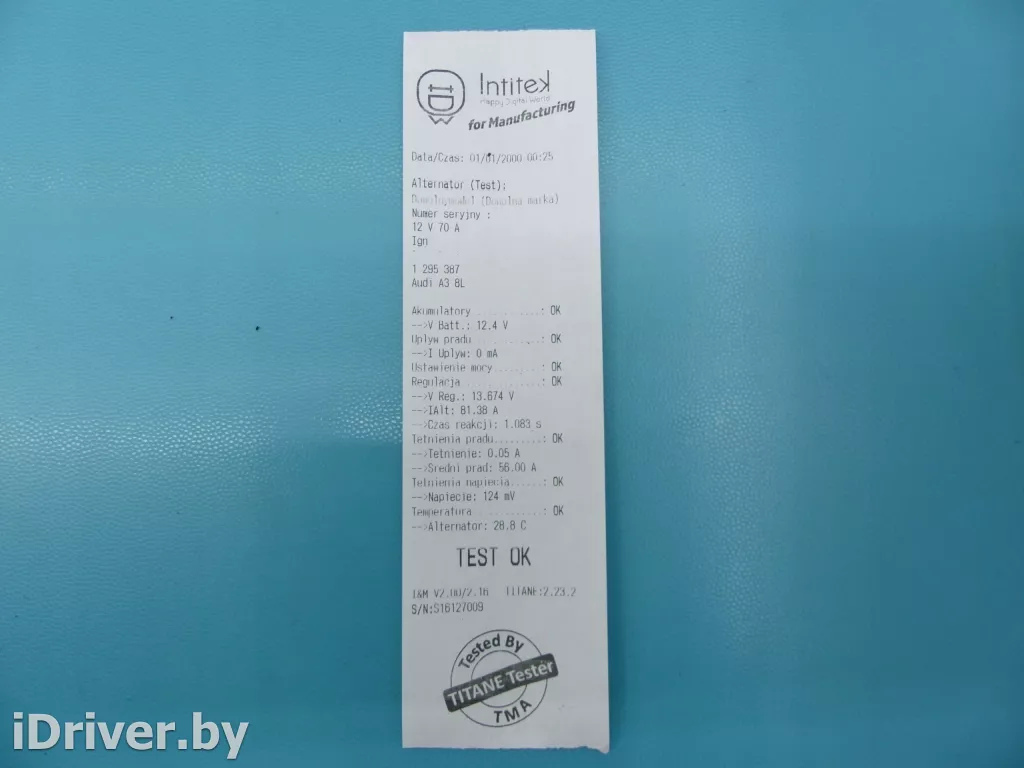 Intitek
Happy Digital World
for Manufacturing
Data/Czas: 01/01/2000 00:25
Alternator (Test):
(Dowolna marka)
Numer seryjny :
12 V 70 A
Ign
1 295 387
Audi A3 8L
Akumulatory ...........: OK
-->V Batt.: 12.4 V
Uplyw pradu ...........: OK
-->I Uplyw: 0 mA
Ustawienie mocy........: OK
Regulacja .............: OK
-->V Reg.: 13.674 V
-->IAlt: 81.38 A
-->Czas reakcji: 1.083 s
Tetnienia pradu........: OK
-->Tetnienie: 0.05 A
-->Sredni prad: 56.00 A
Tetnienia napiecia.....: OK
-->Napiecie: 124 mV
Temperatura ...........: OK
-->Alternator: 28.8 C
TEST OK
I&M V2.00/2.16 TITANE:2.23.2
S/N:S16127009
Tested By
TITANE Tester
TMA
iDriver.by